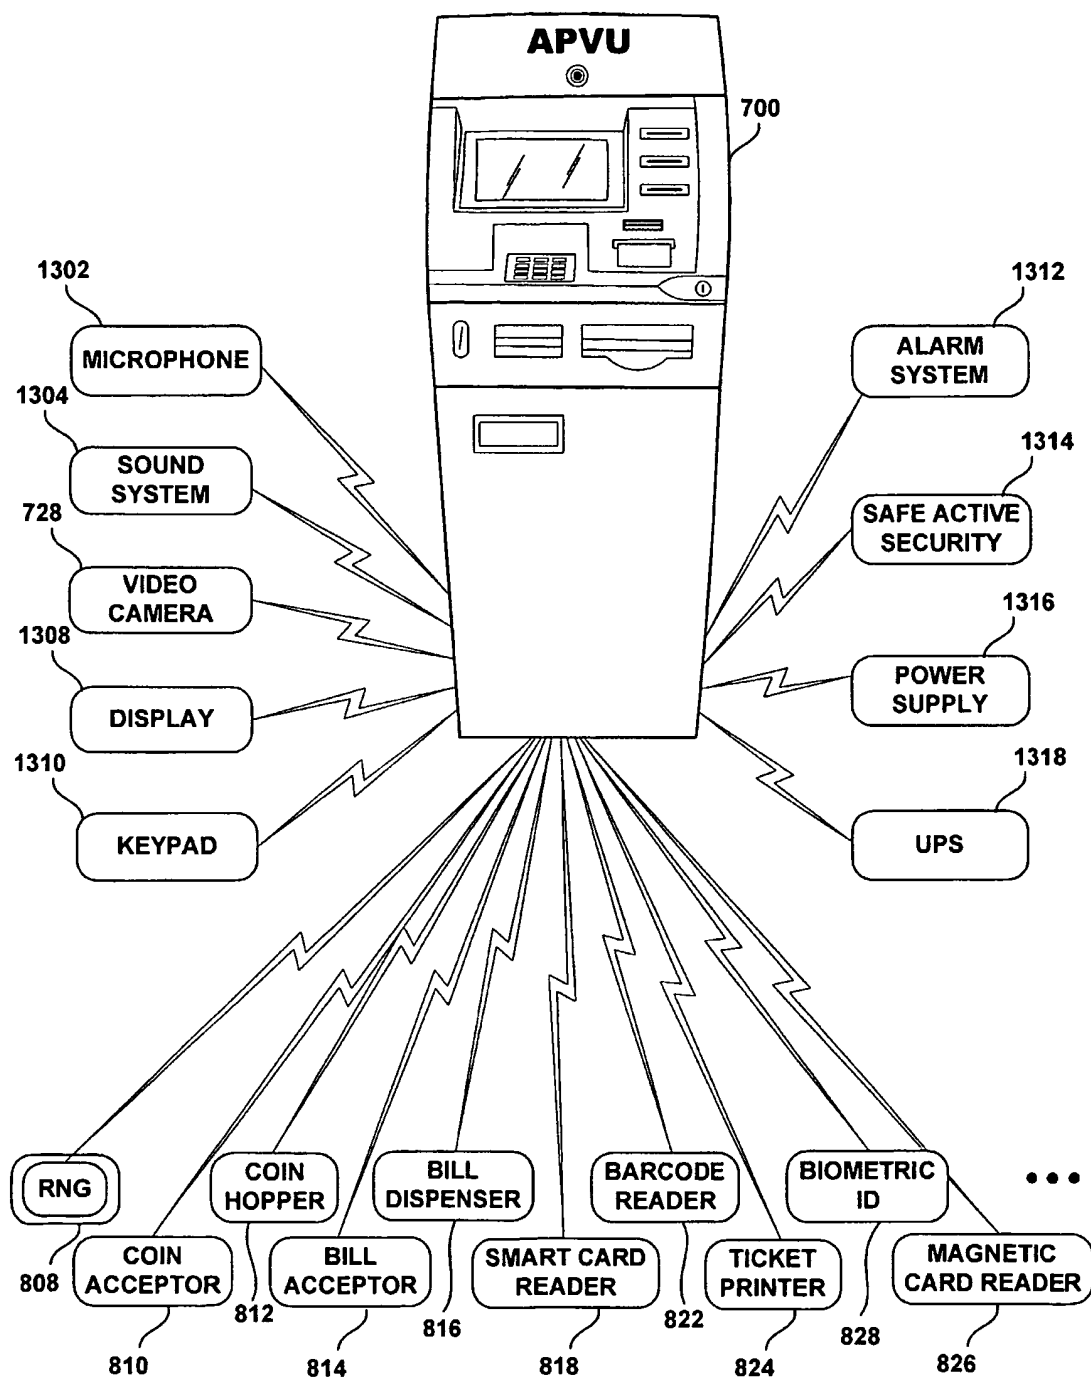 APVU
700
1302
MICROPHONE
1304
SOUND
SYSTEM
728
VIDEO
CAMERA
1308
DISPLAY
1310
KEYPAD
1312
ALARM
SYSTEM
1314
SAFE ACTIVE
SECURITY
1316
POWER
SUPPLY
1318
UPS
RNG
808
COIN
ACCEPTOR
810
COIN
HOPPER
812
BILL
ACCEPTOR
814
BILL
DISPENSER
816
SMART CARD
READER
818
BARCODE
READER
822
TICKET
PRINTER
824
BIOMETRIC
ID
828
MAGNETIC
CARD READER
826